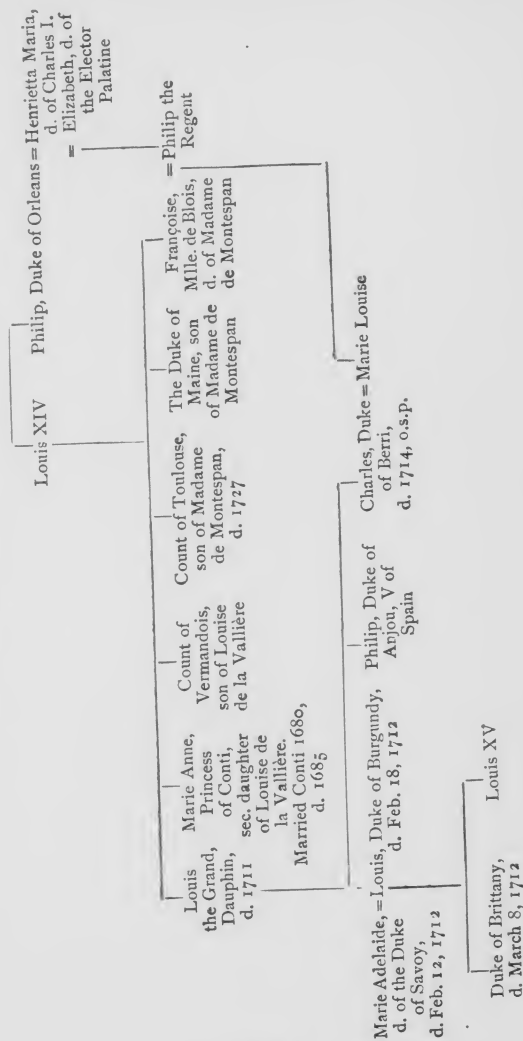 Louis XIV
Philip, Duke of Orleans = Henrietta Maria,
d. of Charles I.
= Elizabeth, d. of
the Elector
Palatine
Louis
the Grand,
Dauphin,
d. 1711
Marie Anne,
Princess
of Conti,
sec. daughter
of Louise de
la Vallière.
Married Conti 1680,
d. 1685
Count of
Vermandois,
son of Louise
de la Vallière
Count of Toulouse,
son of Madame
de Montespan,
d. 1727
The Duke of
Maine, son
of Madame de
Montespan
Françoise,
Mlle. de Blois,
d. of Madame
de Montespan
= Philip the
Regent
Marie Adelaide, = Louis, Duke of Burgundy,
d. of the Duke
of Savoy,
d. Feb. 12, 1712
d. Feb. 18, 1712
Philip, Duke of
Anjou, V of
Spain
Charles, Duke = Marie Louise
of Berri,
d. 1714, o.s.p.
Duke of Brittany,
d. March 8, 1712
Louis XV